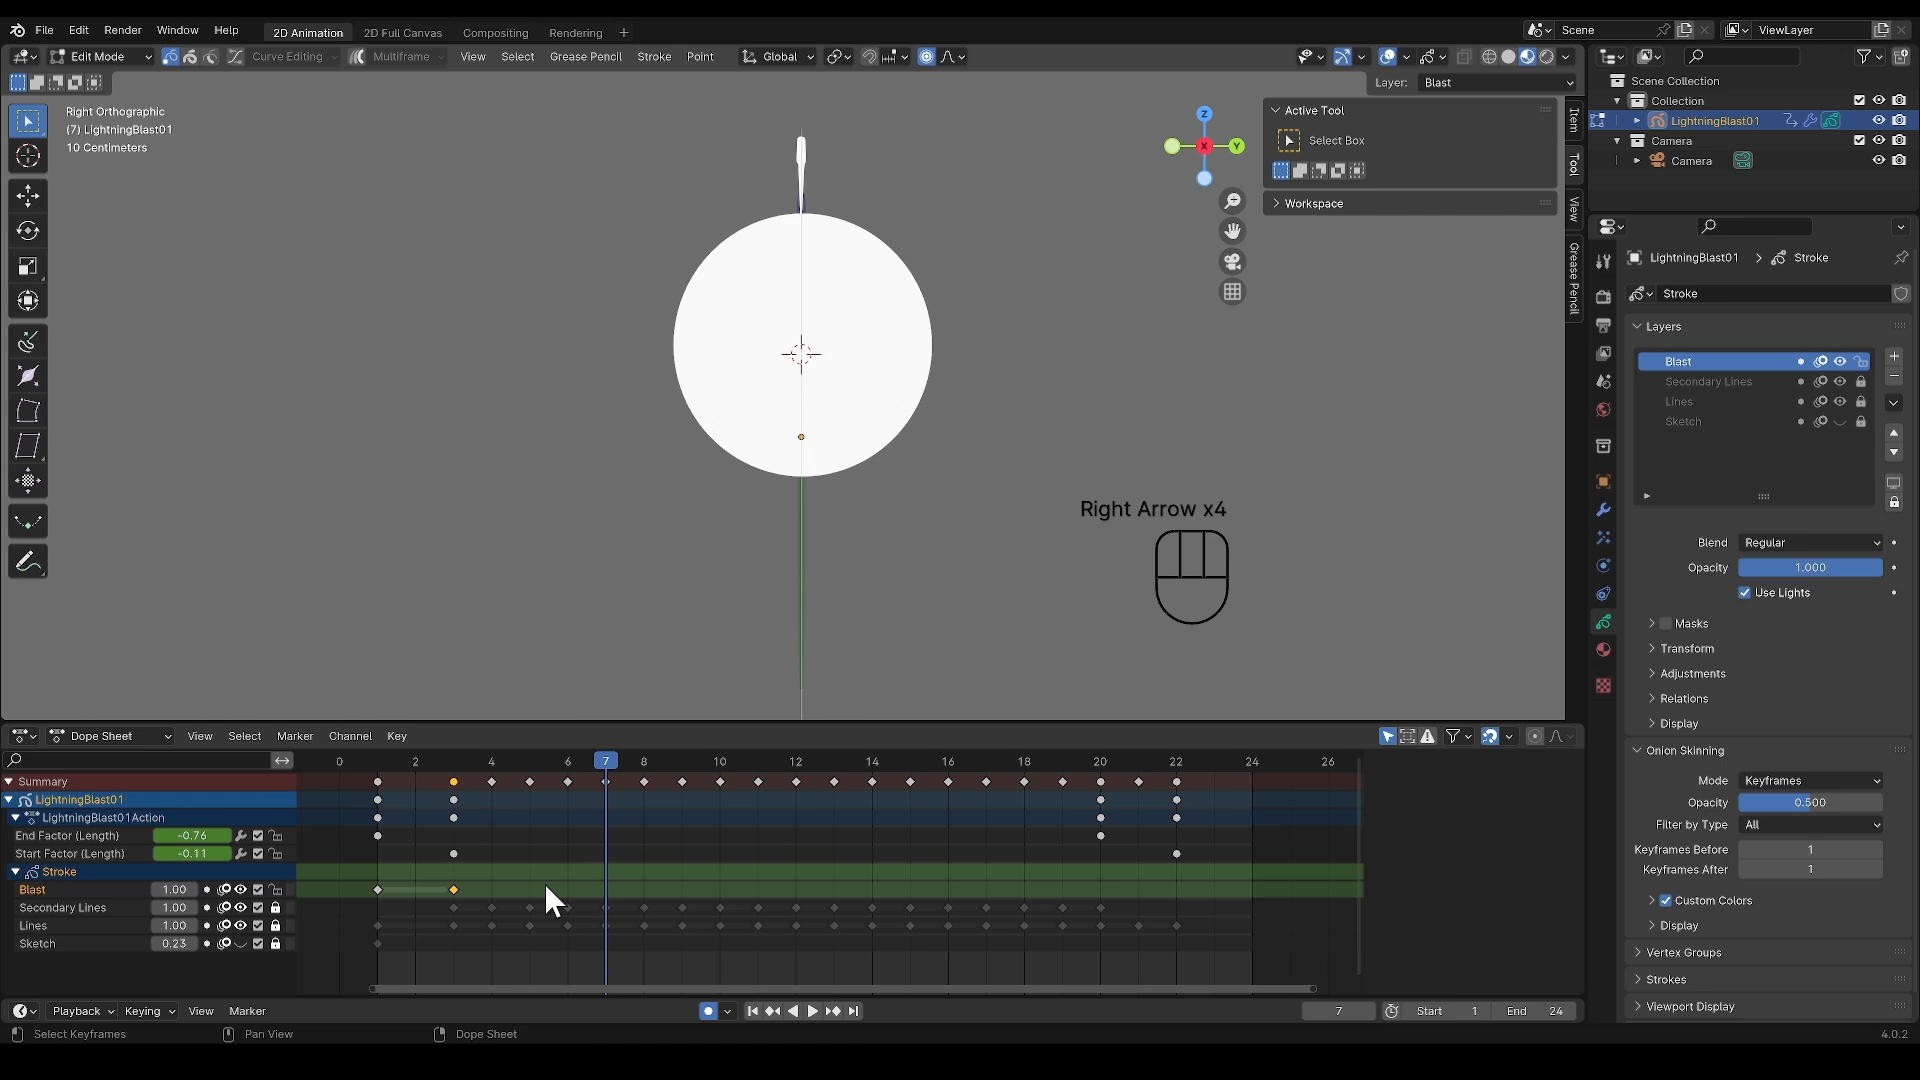 File Edit Render Window Help 2D Animation 2D Full Canvas Compositing Rendering + Scene ViewLayer
Edit Mode Curve Editing Multiframe View Select Grease Pencil Stroke Point Global
Layer: Blast
Right Orthographic
(7) LightningBlast01
10 Centimeters
Z
X
Y
Active Tool
Select Box
Workspace
Item
Tool
View
Grease Pencil
Right Arrow x4
Scene Collection
Collection
LightningBlast01
Camera
Camera
LightningBlast01 > Stroke
Stroke
Layers
Blast
Secondary Lines
Lines
Sketch
Blend Regular
Opacity 1.000
Use Lights
Masks
Transform
Adjustments
Relations
Display
Onion Skinning
Mode Keyframes
Opacity 0.500
Filter by Type All
Keyframes Before 1
Keyframes After 1
Custom Colors
Display
Vertex Groups
Strokes
Viewport Display
Dope Sheet View Select Marker Channel Key
0 2 4 6 7 8 10 12 14 16 18 20 22 24 26
Summary
LightningBlast01
LightningBlast01Action
End Factor (Length) -0.76
Start Factor (Length) -0.11
Stroke
Blast 1.00
Secondary Lines 1.00
Lines 1.00
Sketch 0.23
Playback Keying View Marker 7 Start 1 End 24
Select Keyframes Pan View Dope Sheet 4.0.2